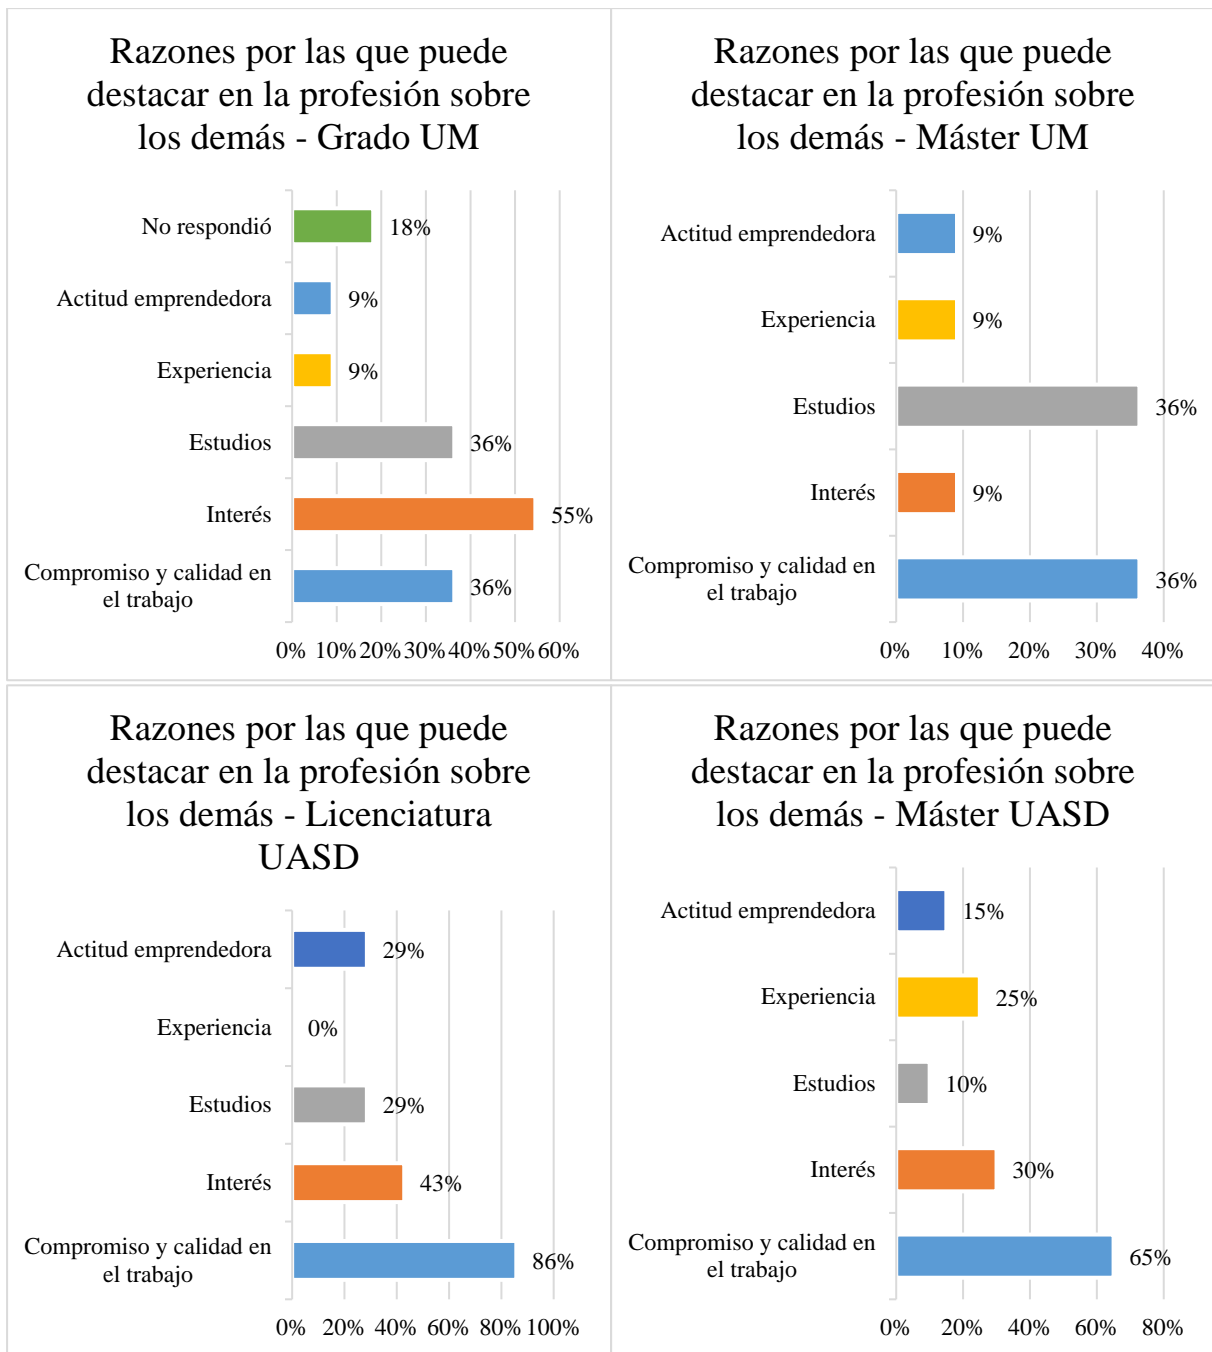 Razones por las que puede
destacar en la profesión sobre
los demás - Grado UM
No respondió
18%
Actitud emprendedora
9%
Experiencia
9%
Estudios
36%
Interés
55%
Compromiso y calidad en
el trabajo
36%
0% 10% 20% 30% 40% 50% 60%
Razones por las que puede
destacar en la profesión sobre
los demás - Máster UM
Actitud emprendedora
9%
Experiencia
9%
Estudios
36%
Interés
9%
Compromiso y calidad en
el trabajo
36%
0% 10% 20% 30% 40%
Razones por las que puede
destacar en la profesión sobre
los demás - Licenciatura
UASD
Actitud emprendedora
29%
Experiencia
0%
Estudios
29%
Interés
43%
Compromiso y calidad en
el trabajo
86%
0% 20% 40% 60% 80% 100%
Razones por las que puede
destacar en la profesión sobre
los demás - Máster UASD
Actitud emprendedora
15%
Experiencia
25%
Estudios
10%
Interés
30%
Compromiso y calidad en
el trabajo
65%
0% 20% 40% 60% 80%